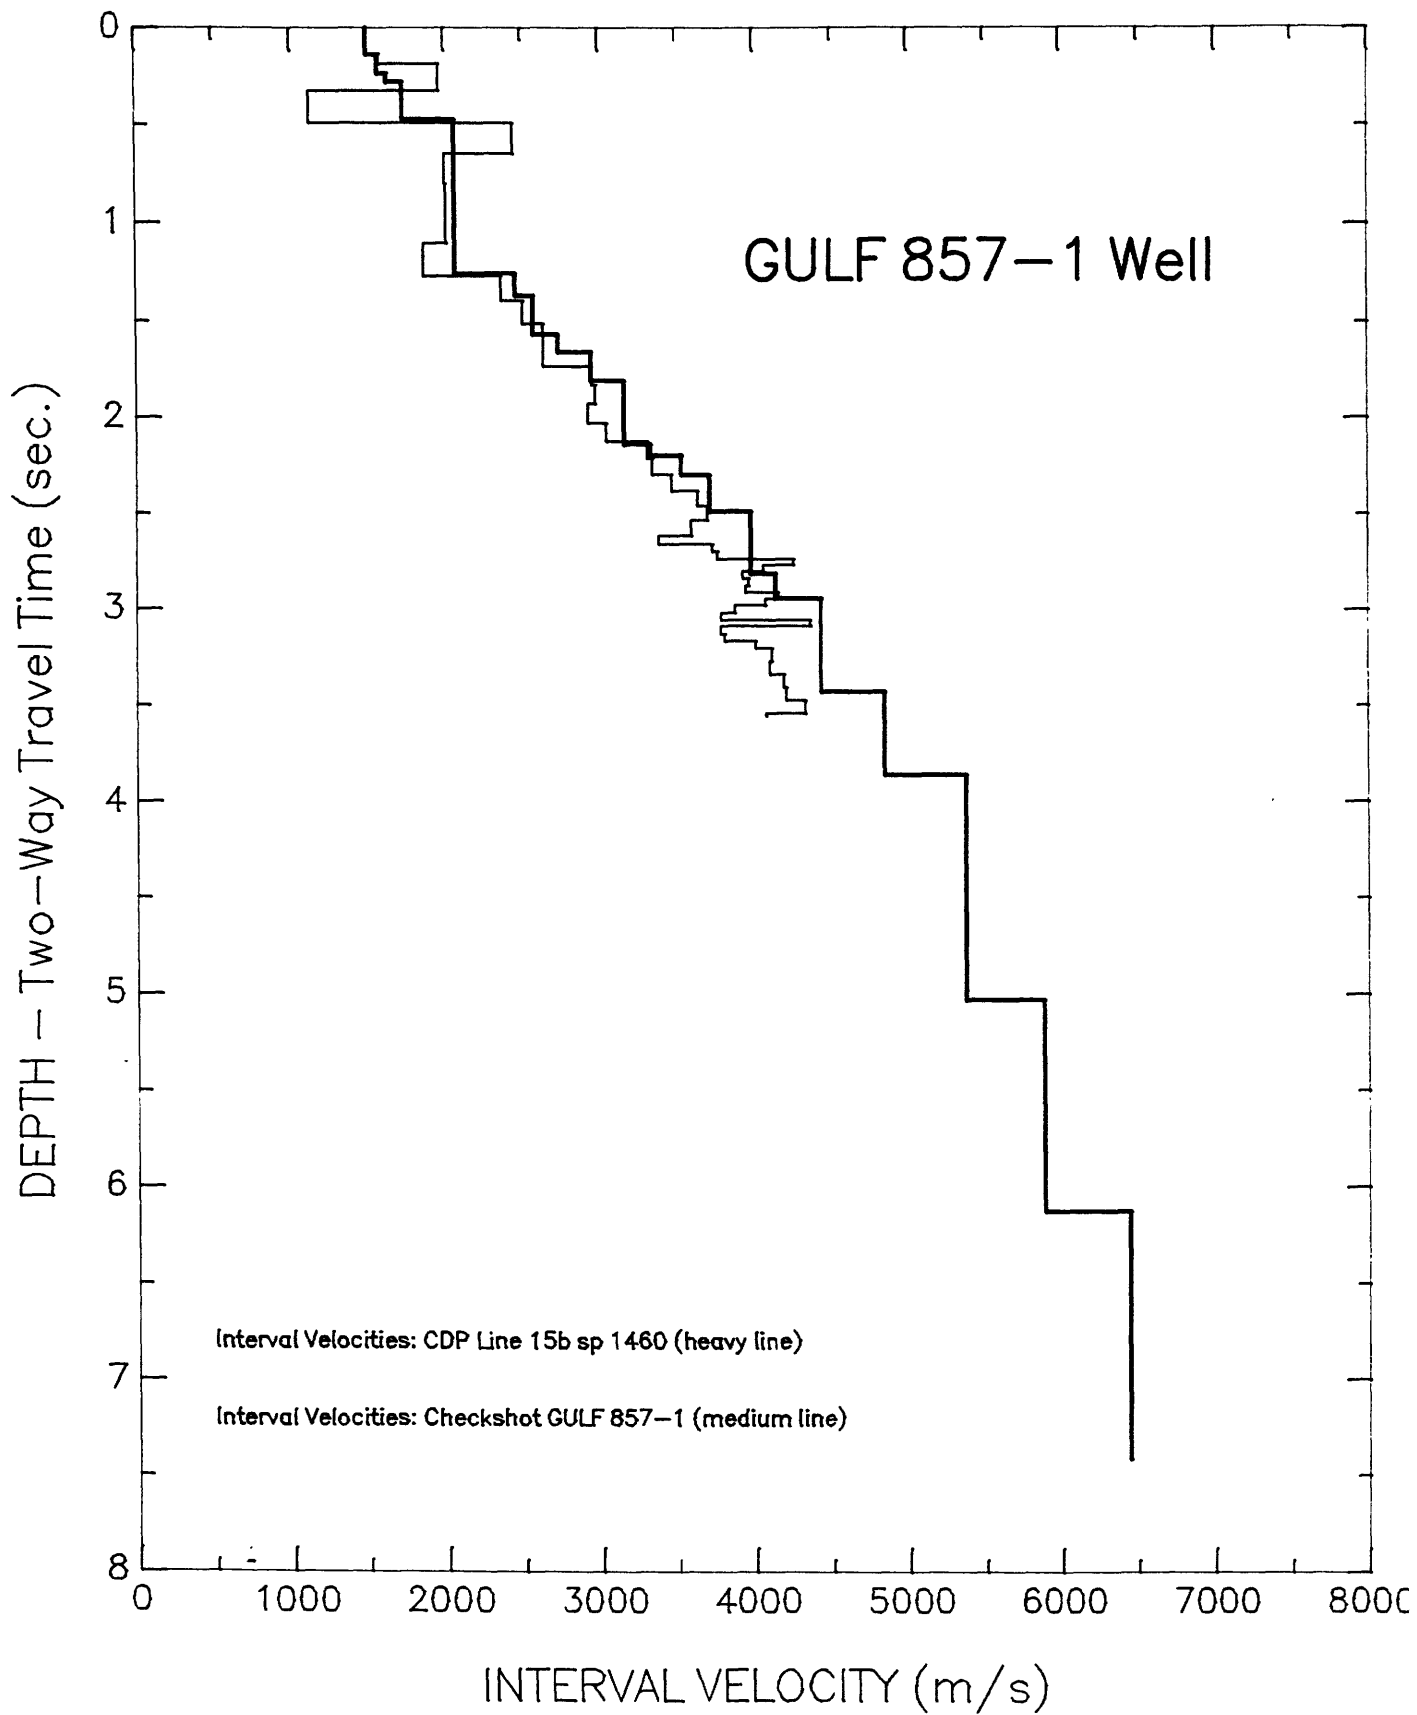 0
1
2
3
4
5
6
7
8
DEPTH — Two—Way Travel Time (sec.)
GULF 857—1 Well
Interval Velocities: CDP Line 15b sp 1460 (heavy line)
Interval Velocities: Checkshot GULF 857—1 (medium line)
0 1000 2000 3000 4000 5000 6000 7000 8000
INTERVAL VELOCITY (m/s)